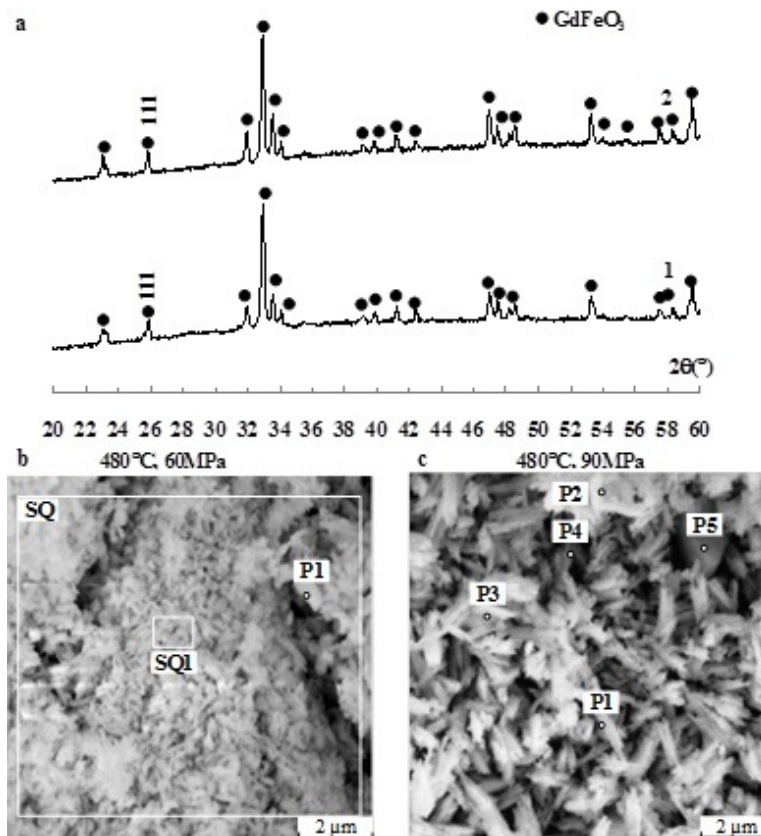 a
● GdFeO₃
111
2
111
1
2θ(°)
20 22 24 26 28 30 32 34 36 38 40 42 44 46 48 50 52 54 56 58 60
b 480°C, 60MPa
c 480°C, 90MPa
SQ
P1
SQ1
2 µm
P2
P4
P5
P3
P1
2 µm